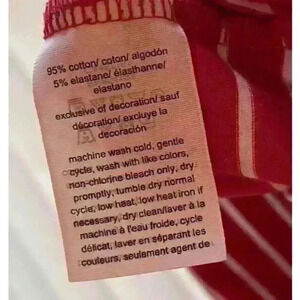 95% cotton/ coton/ algodón
5% elastane/ élasthanne/
elastano
exclusive of decoration/ sauf
décoration/ excluye la
decoración
machine wash cold, gentle
cycle, wash with like colors,
non-chlorine bleach only, dry
promptly, tumble dry normal
cycle, low heat, low heat iron if
necessary, dry clean/laver à la
machine à l'eau froide, cycle
délicat, laver en séparant les
couleurs, seulement agent de